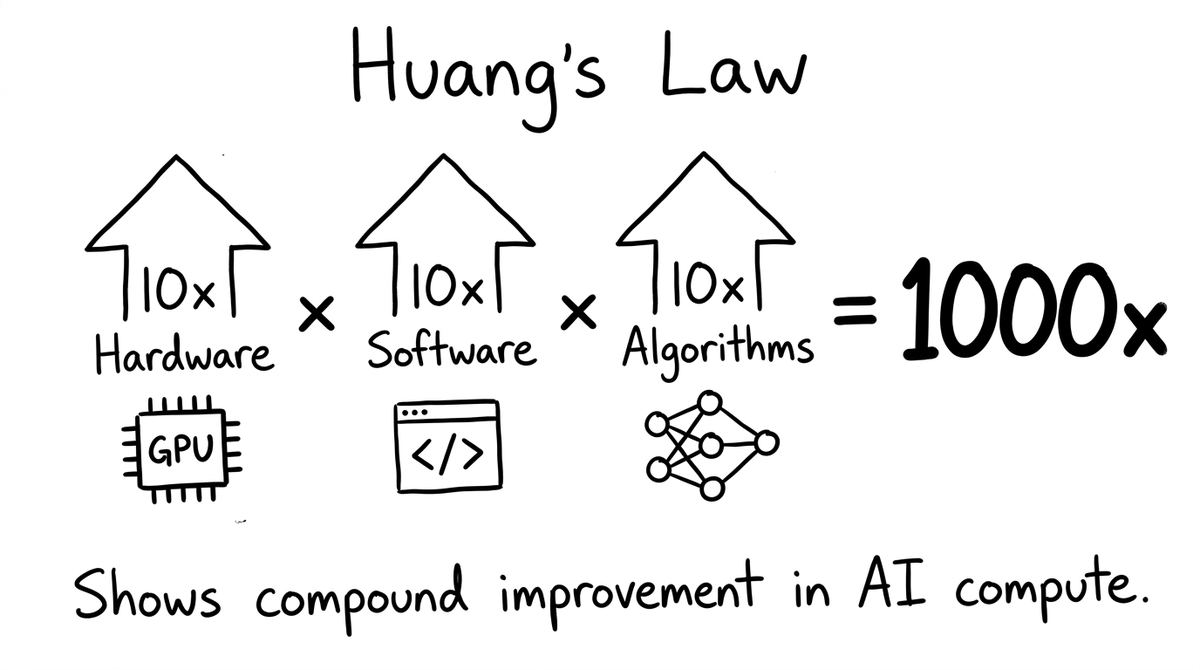 Huang's Law
10x × 10x × 10x = 1000x
Hardware Software Algorithms
GPU </>
Shows compound improvement in AI compute.